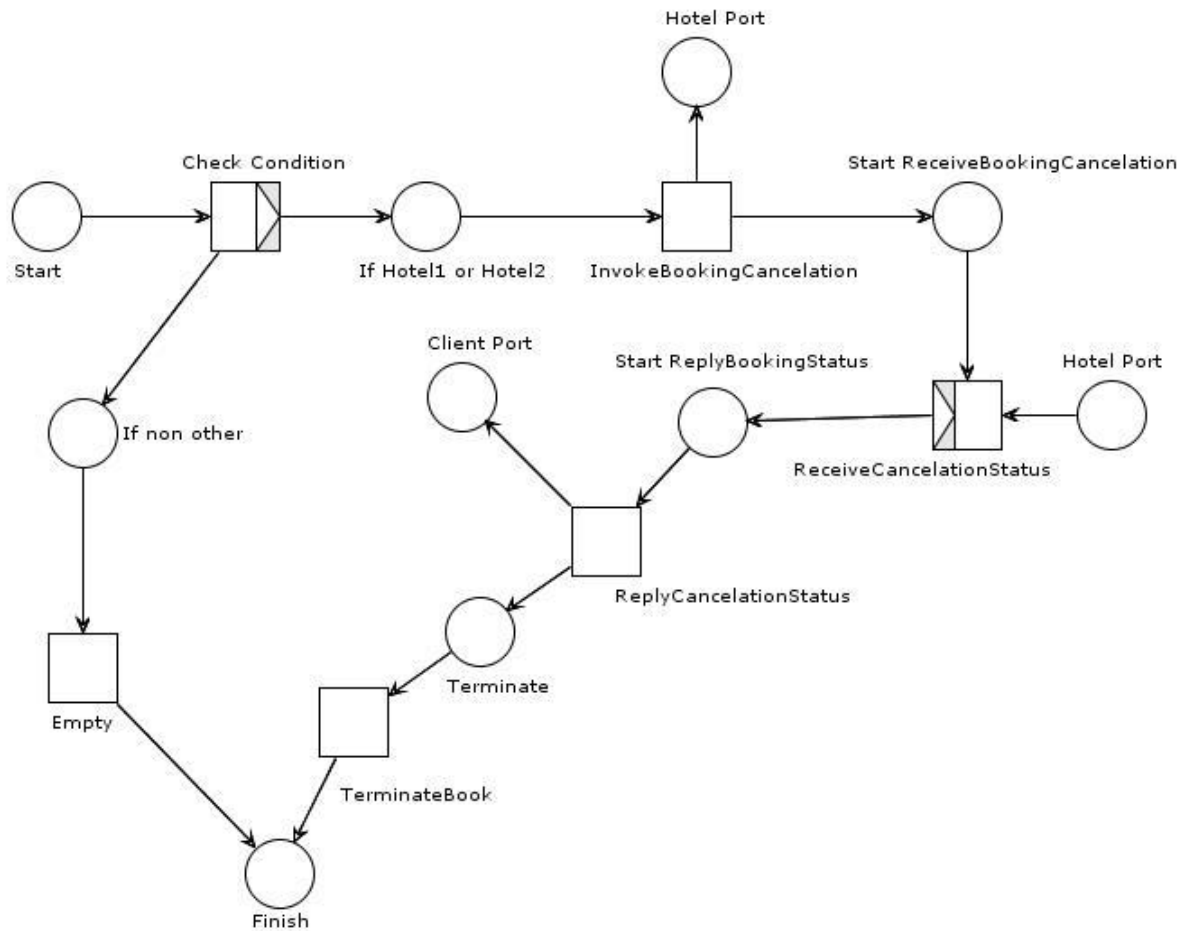 Hotel Port
Check Condition
Start ReceiveBookingCancelation
Start
If Hotel1 or Hotel2
InvokeBookingCancelation
Client Port
Start ReplyBookingStatus
Hotel Port
If non other
ReceiveCancelationStatus
ReplyCancelationStatus
Terminate
Empty
TerminateBook
Finish